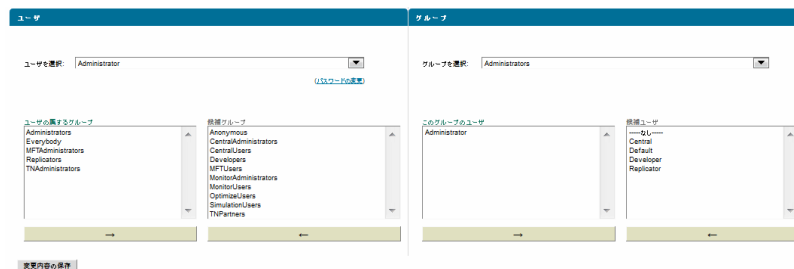 ユーザ
グループ
ユーザを選択: Administrator
グループを選択: Administrators
(パスワードの変更)
ユーザの属するグループ
候補グループ
このグループのユーザ
候補ユーザ
Administrators
Everybody
MFTAdministrators
Replicators
TNAdministrators
Anonymous
CentralAdministrators
CentralUsers
Developers
MFTUsers
MonitorAdministrators
MonitorUsers
OptimizeUsers
SimulationUsers
TNPartners
Administrator
-----なし-----
Central
Default
Developer
Replicator
→
←
→
←
変更内容の保存